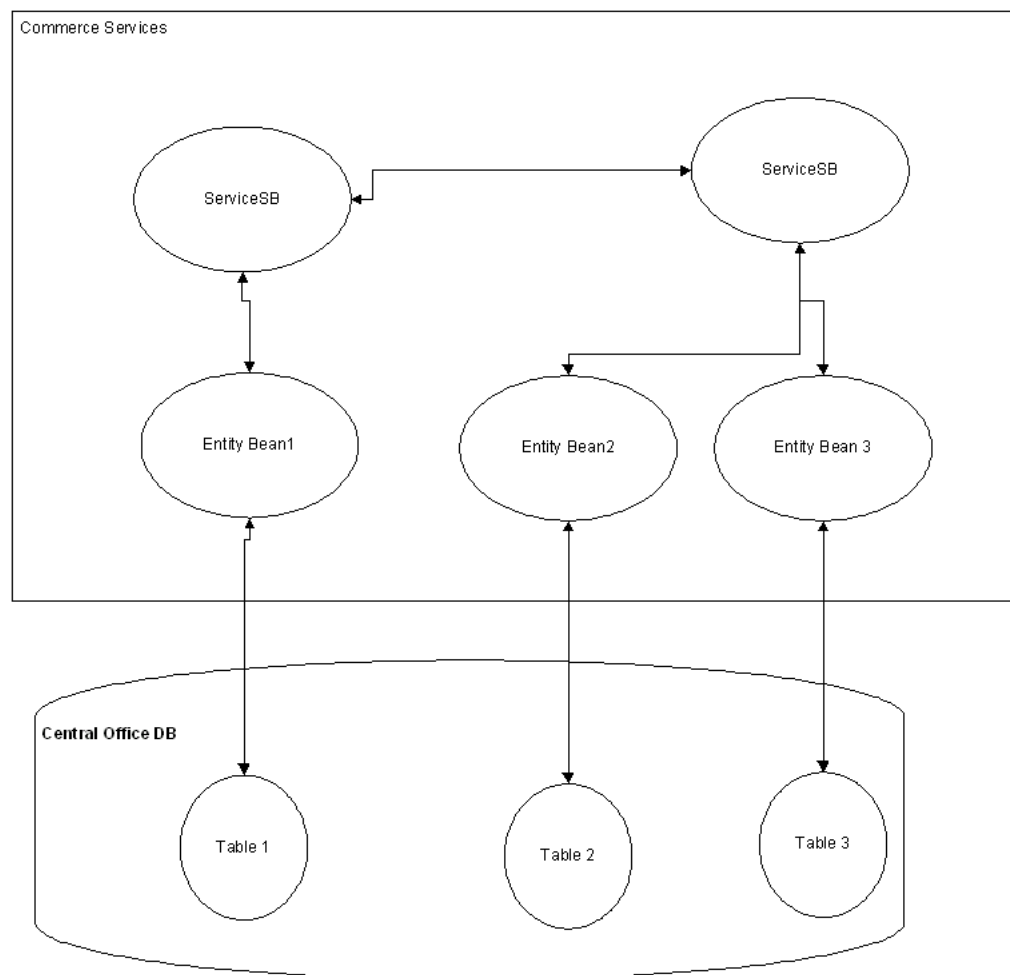 Commerce Services
ServiceSB
ServiceSB
Entity Bean1
Entity Bean2
Entity Bean 3
Central Office DB
Table 1
Table 2
Table 3